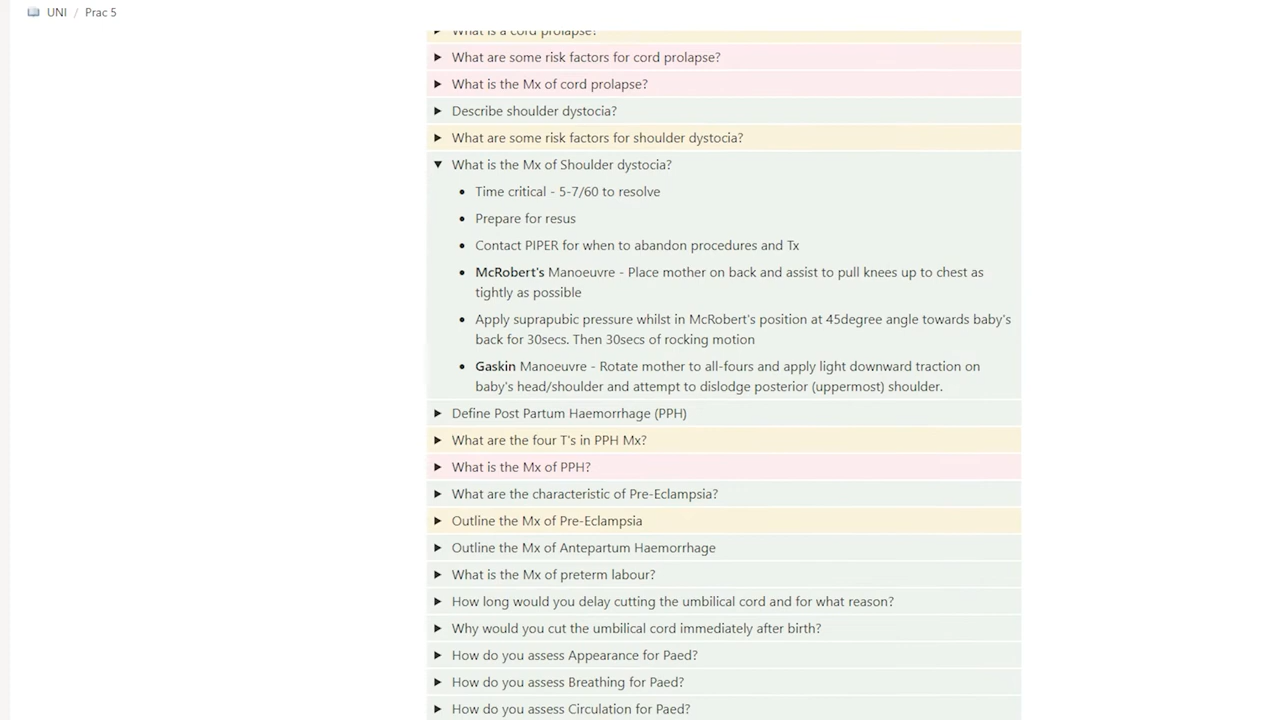 UNI / Prac 5
What is a cord prolapse?
What are some risk factors for cord prolapse?
What is the Mx of cord prolapse?
Describe shoulder dystocia?
What are some risk factors for shoulder dystocia?
What is the Mx of Shoulder dystocia?
Time critical - 5-7/60 to resolve
Prepare for resus
Contact PIPER for when to abandon procedures and Tx
McRobert's Manoeuvre - Place mother on back and assist to pull knees up to chest as
tightly as possible
Apply suprapubic pressure whilst in McRobert's position at 45degree angle towards baby's
back for 30secs. Then 30secs of rocking motion
Gaskin Manoeuvre - Rotate mother to all-fours and apply light downward traction on
baby's head/shoulder and attempt to dislodge posterior (uppermost) shoulder.
Define Post Partum Haemorrhage (PPH)
What are the four T's in PPH Mx?
What is the Mx of PPH?
What are the characteristic of Pre-Eclampsia?
Outline the Mx of Pre-Eclampsia
Outline the Mx of Antepartum Haemorrhage
What is the Mx of preterm labour?
How long would you delay cutting the umbilical cord and for what reason?
Why would you cut the umbilical cord immediately after birth?
How do you assess Appearance for Paed?
How do you assess Breathing for Paed?
How do you assess Circulation for Paed?